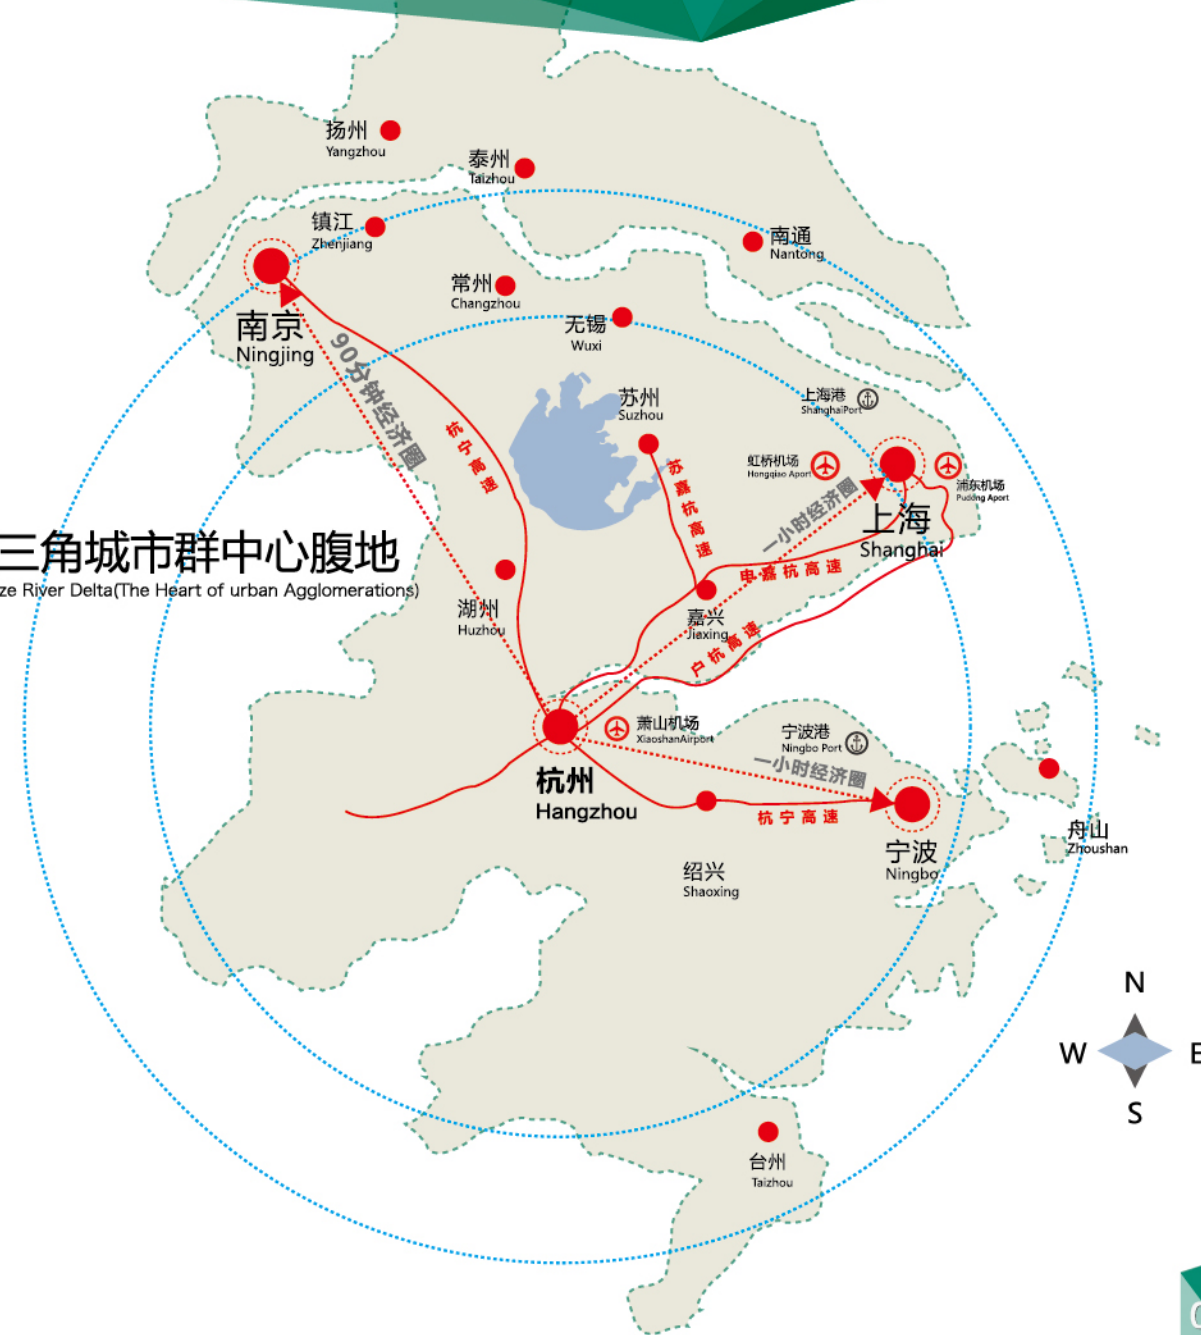 扬州
Yangzhou
泰州
Taizhou
镇江
Zhenjiang
南通
Nantong
常州
Changzhou
南京
Ningjing
无锡
Wuxi
90分钟经济圈
苏州
Suzhou
上海港
ShanghaiPort
杭宁高速
苏嘉杭高速
虹桥机场
Hongqiao Aport
浦东机场
Pudong Aport
一小时经济圈
上海
Shanghai
三角城市群中心腹地
ze River Delta(The Heart of urban Agglomerations)
申嘉杭高速
湖州
Huzhou
嘉兴
Jiaxing
户杭高速
萧山机场
XiaoshanAirport
宁波港
Ningbo Port
一小时经济圈
杭州
Hangzhou
杭宁高速
舟山
Zhoushan
宁波
Ningbo
绍兴
Shaoxing
N
W
E
S
台州
Taizhou